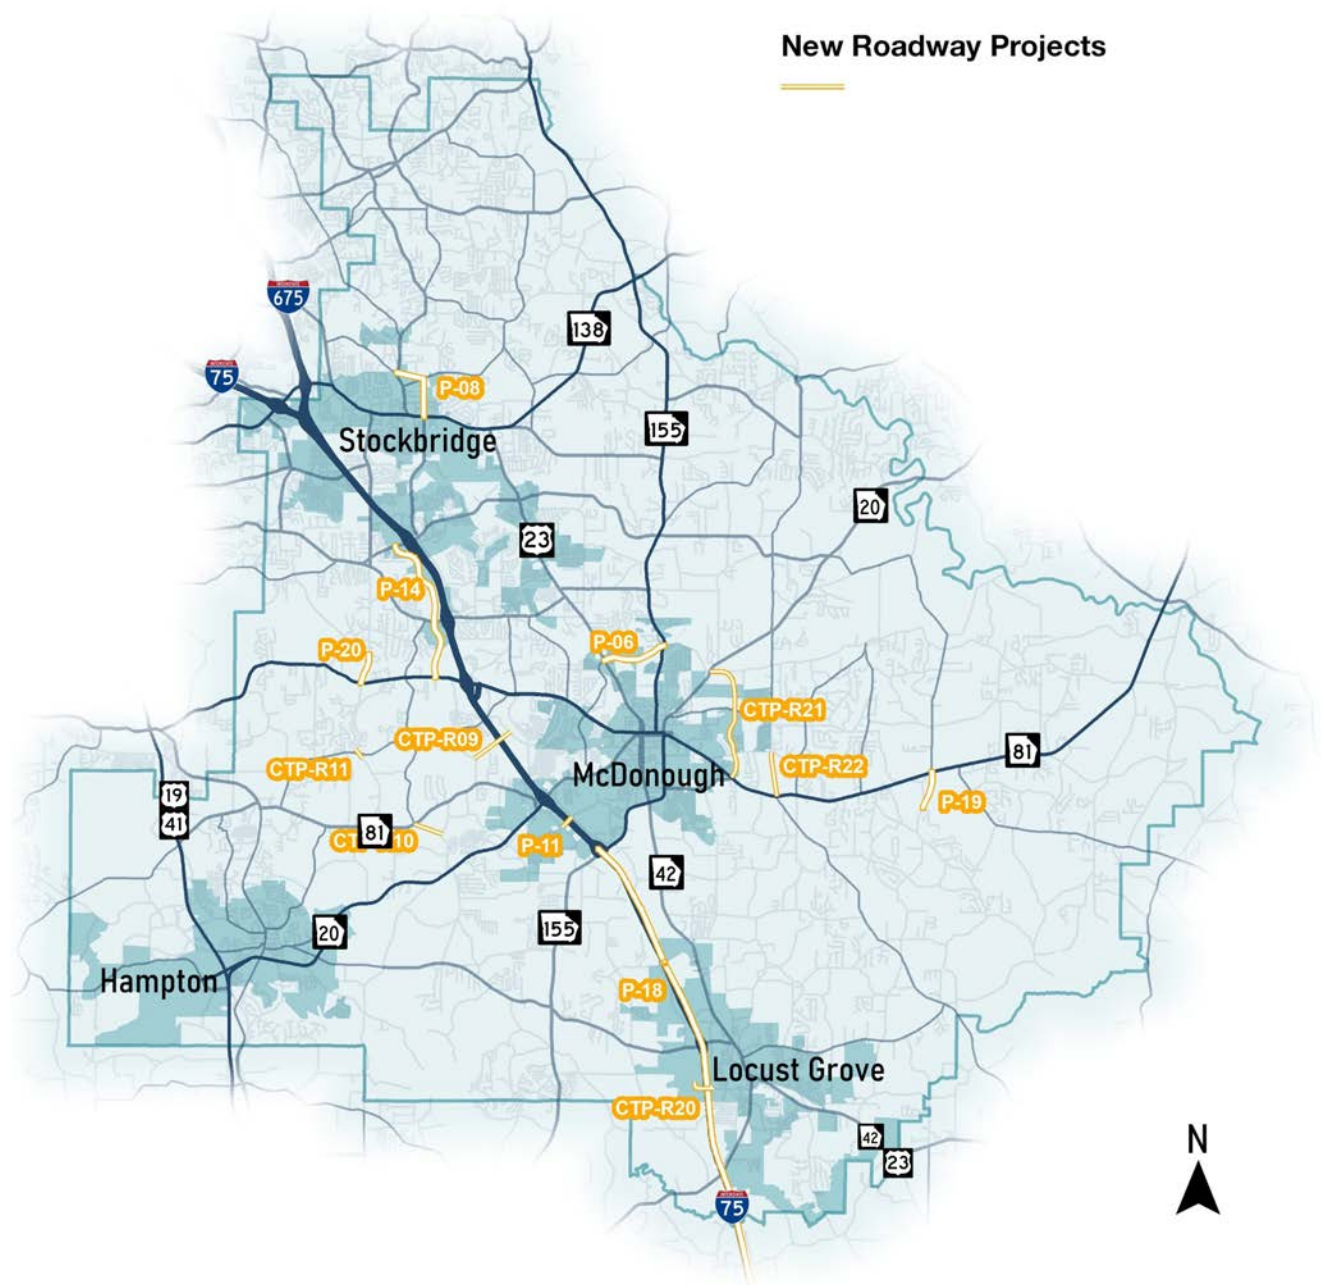 New Roadway Projects
675
75
138
P-08
Stockbridge
155
20
23
P-14
P-06
P-20
CTP-R21
CTP-R09
81
CTP-R11
McDonough
CTP-R22
19
P-19
41
81
CT 10
P-11
42
20
155
Hampton
P-18
Locust Grove
CTP-R20
42
N
23
75